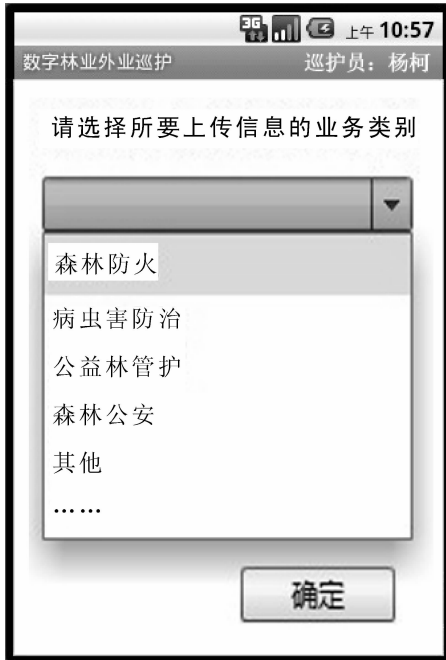 3G 上午 10:57
数字林业外业巡护 巡护员：杨柯
请选择所要上传信息的业务类别
森林防火
病虫害防治
公益林管护
森林公安
其他
……
确定